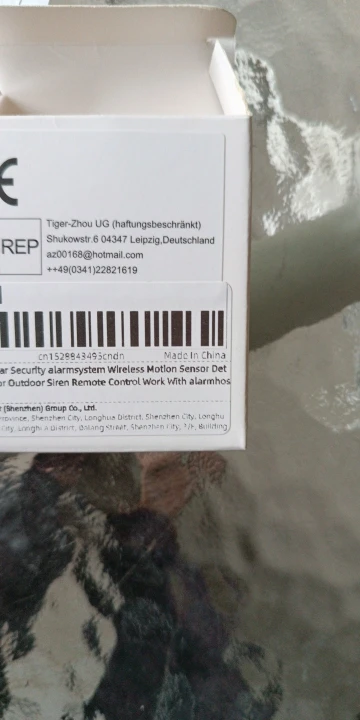 CE
REP
Tiger-Zhou UG (haftungsbeschränkt)
Shukowstr.6 04347 Leipzig,Deutschland
az00168@hotmail.com
++49(0341)22821619
cn1528843493cndn Made In China
ar Security alarmsystem Wireless Motion Sensor Det
or Outdoor Siren Remote Control Work With alarmhos
(Shenzhen) Group Co., Ltd.
Province, Shenzhen City, Longhua District, Shenzhen City, Longhu
City, Longhua District, Dalang Street, Shenzhen City, 7/F, Building